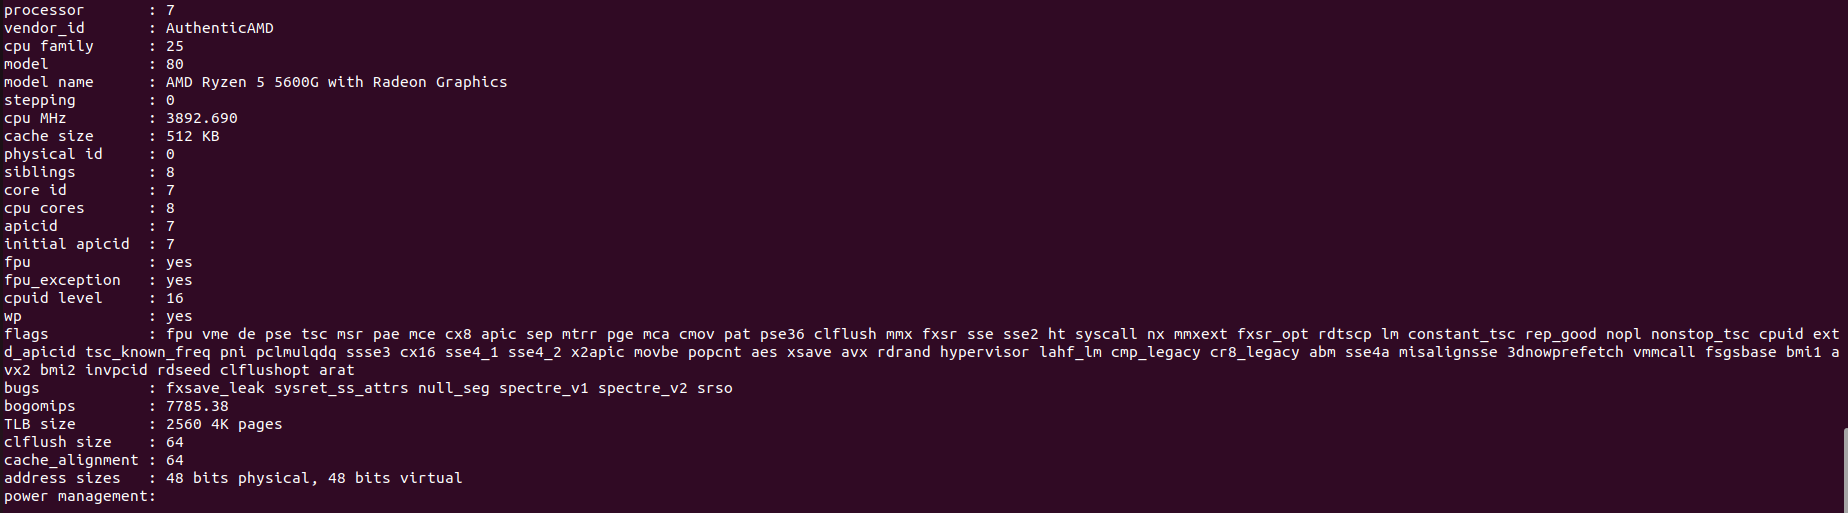 processor       : 7
vendor_id       : AuthenticAMD
cpu family      : 25
model           : 80
model name      : AMD Ryzen 5 5600G with Radeon Graphics
stepping        : 0
cpu MHz         : 3892.690
cache size      : 512 KB
physical id     : 0
siblings        : 8
core id         : 7
cpu cores       : 8
apicid          : 7
initial apicid  : 7
fpu             : yes
fpu_exception   : yes
cpuid level     : 16
wp              : yes
flags           : fpu vme de pse tsc msr pae mce cx8 apic sep mtrr pge mca cmov pat pse36 clflush mmx fxsr sse sse2 ht syscall nx mmxext fxsr_opt rdtscp lm constant_tsc rep_good nopl nonstop_tsc cpuid ext
d_apicid tsc_known_freq pni pclmulqdq ssse3 cx16 sse4_1 sse4_2 x2apic movbe popcnt aes xsave avx rdrand hypervisor lahf_lm cmp_legacy cr8_legacy abm sse4a misalignsse 3dnowprefetch vmmcall fsgsbase bmi1 a
vx2 bmi2 invpcid rdseed clflushopt arat
bugs            : fxsave_leak sysret_ss_attrs null_seg spectre_v1 spectre_v2 srso
bogomips        : 7785.38
TLB size        : 2560 4K pages
clflush size    : 64
cache_alignment : 64
address sizes   : 48 bits physical, 48 bits virtual
power management: